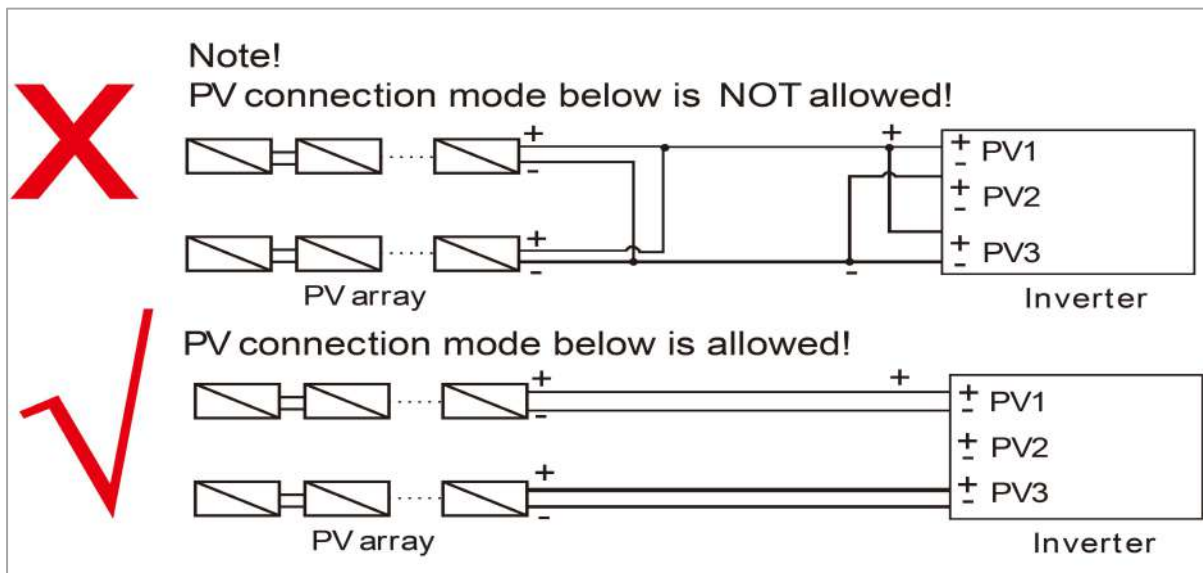 Note!
PV connection mode below is NOT allowed!
+ +
+ PV1
-
-
+ PV2
-
+
+ PV3
- - -
PV array
Inverter
PV connection mode below is allowed!
+ +
+ PV1
- -
+ PV2
-
+ + PV3
- -
PV array
Inverter